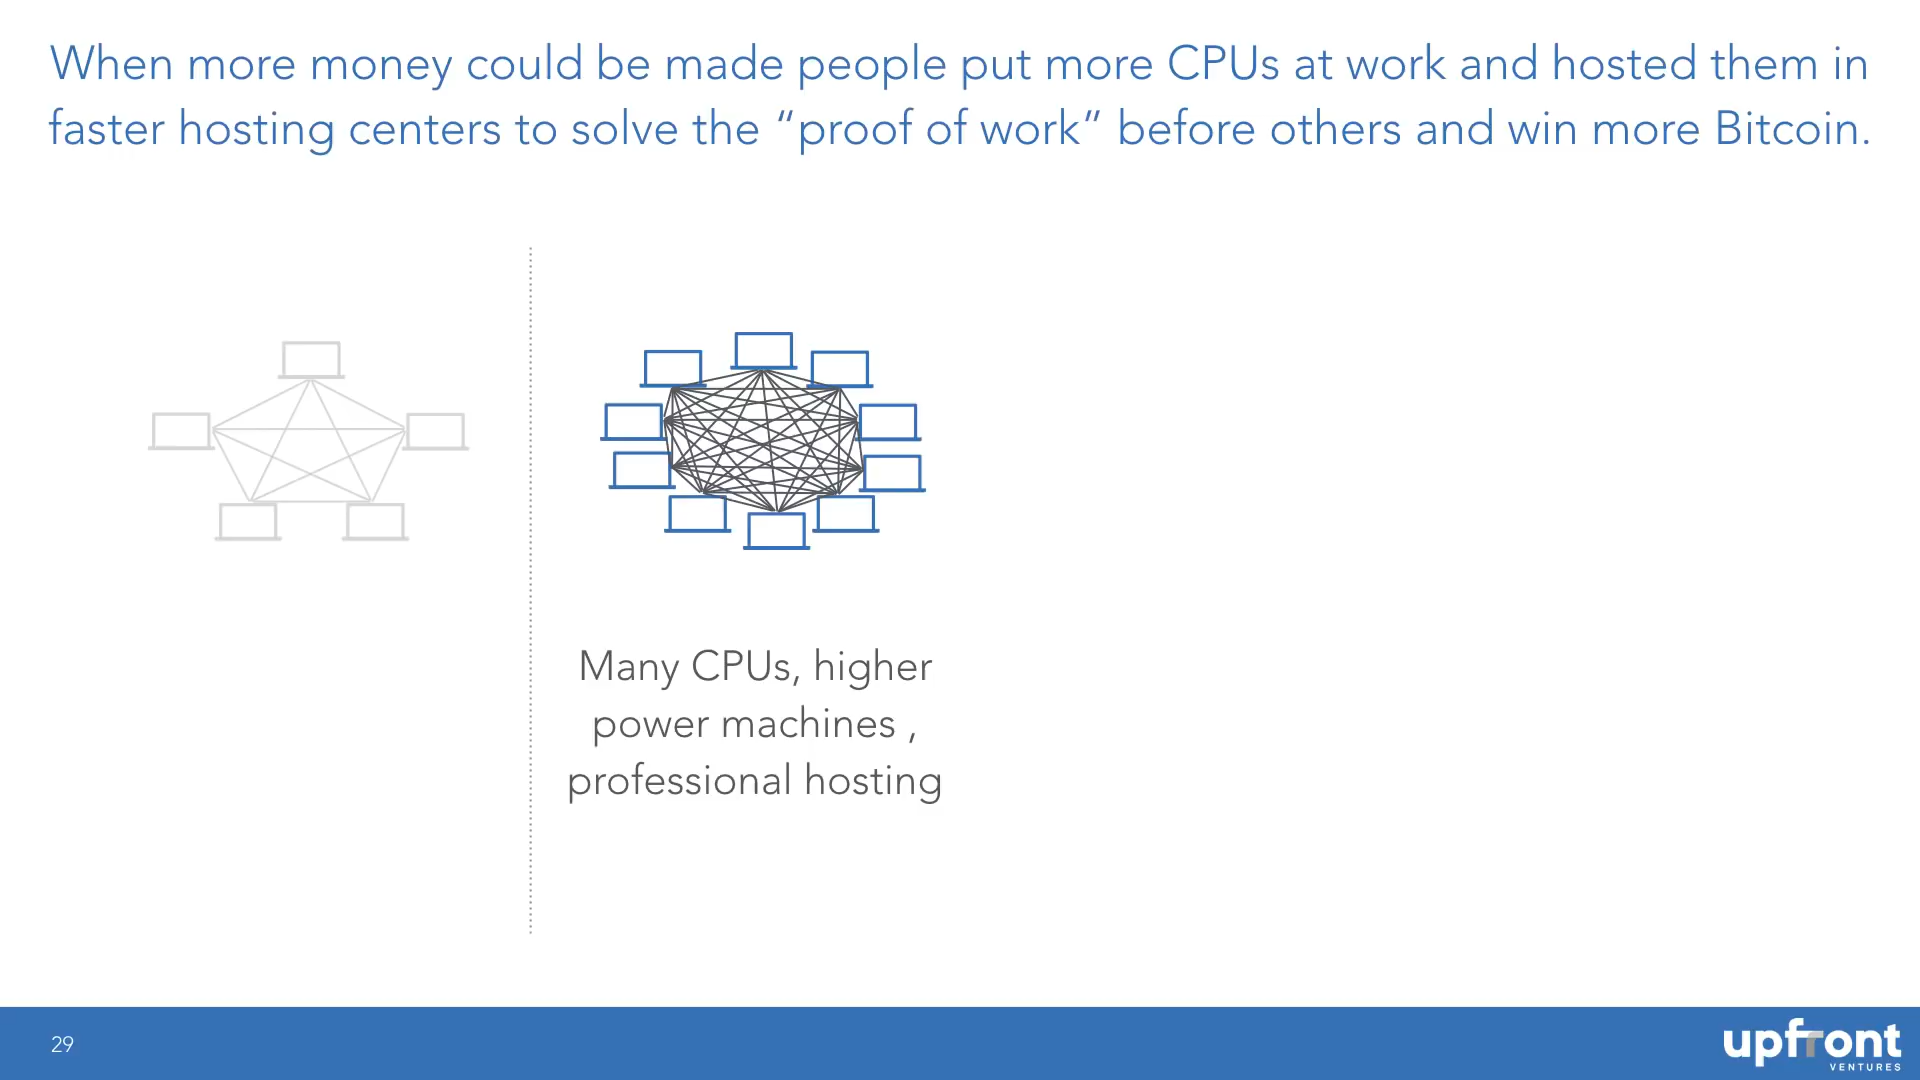 When more money could be made people put more CPUs at work and hosted them in
faster hosting centers to solve the “proof of work” before others and win more Bitcoin.
Many CPUs, higher
power machines ,
professional hosting
29
upfront
VENTURES